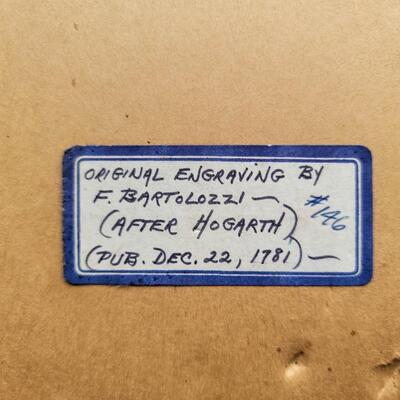 ORIGINAL ENGRAVING BY
F. BARTOLOZZI —
(AFTER HOGARTH) #146
(PUB. DEC. 22, 1781) —